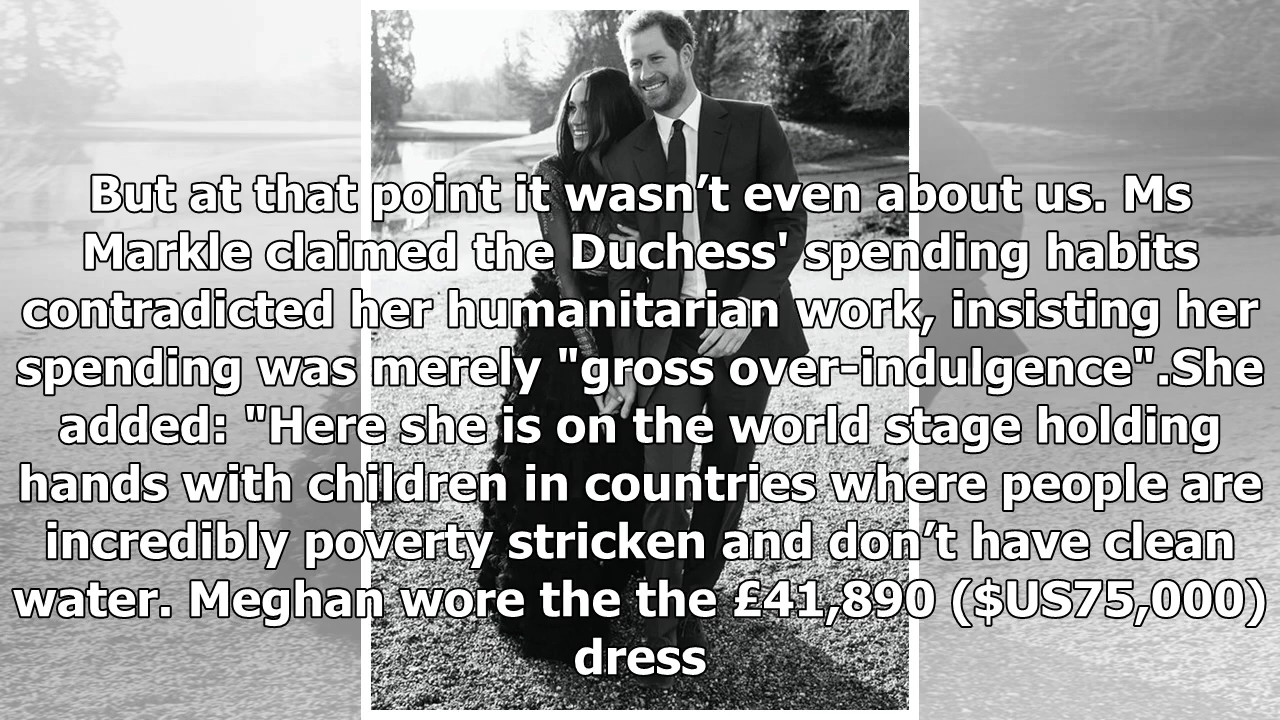 But at that point it wasn’t even about us. Ms
Markle claimed the Duchess' spending habits
contradicted her humanitarian work, insisting her
spending was merely "gross over-indulgence".She
added: "Here she is on the world stage holding
hands with children in countries where people are
incredibly poverty stricken and don’t have clean
water. Meghan wore the the £41,890 ($US75,000)
dress